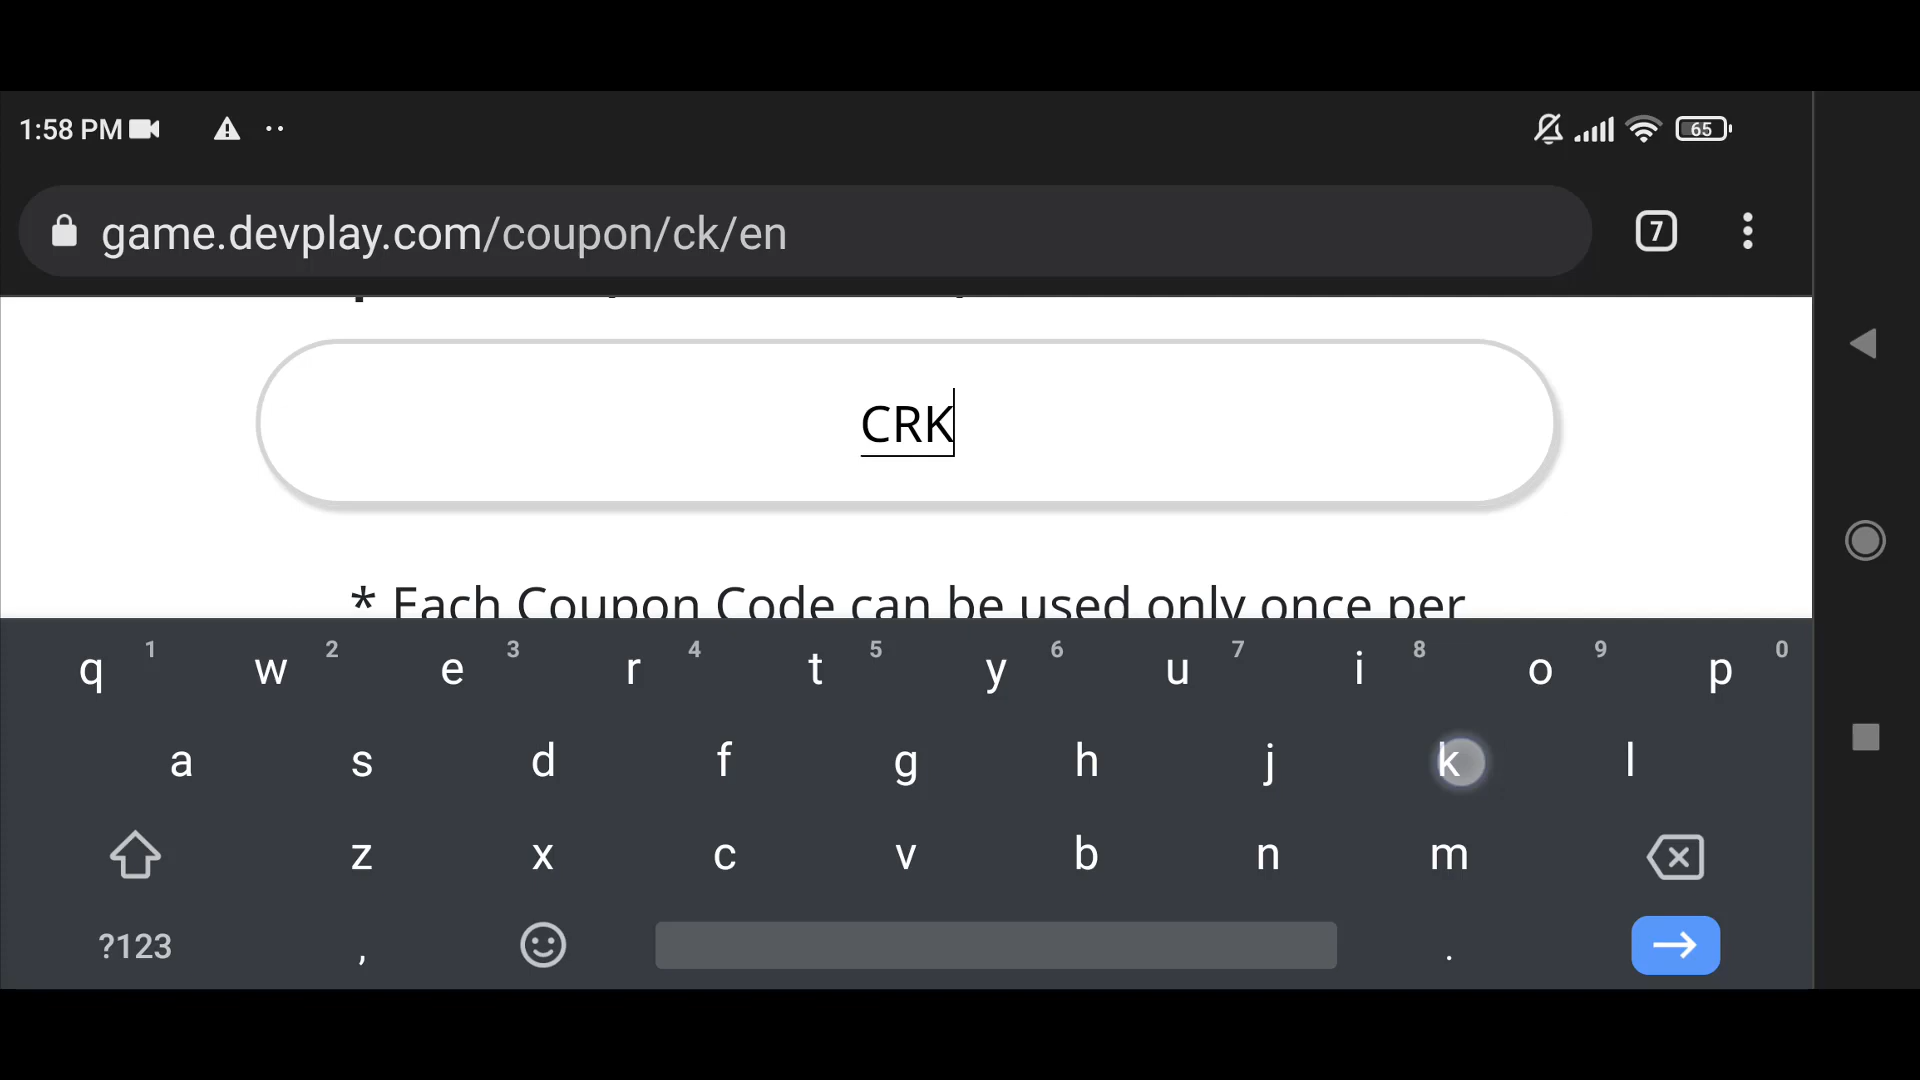 1:58 PM
65
game.devplay.com/coupon/ck/en
7
CRK
* Each Coupon Code can be used only once per
q 1 w 2 e 3 r 4 t 5 y 6 u 7 i 8 o 9 p 0
a s d f g h j k l
z x c v b n m
?123 , .